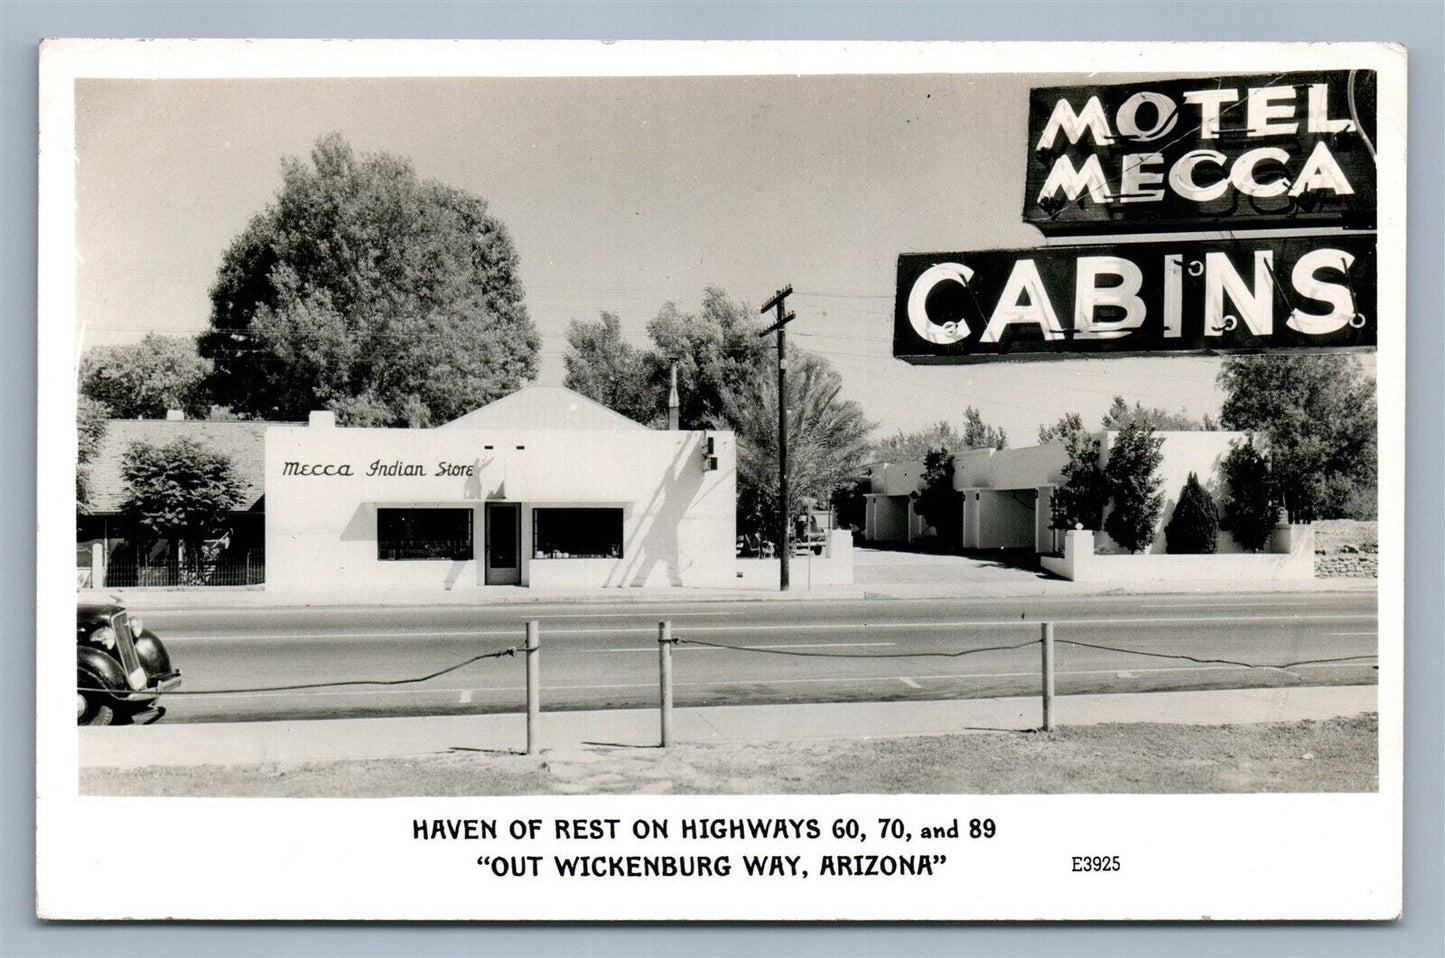 MOTEL
MECCA
CABINS
Mecca Indian Store
HAVEN OF REST ON HIGHWAYS 60, 70, and 89
“OUT WICKENBURG WAY, ARIZONA”
E3925